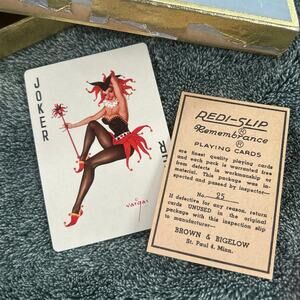 JOKER
vargas
REDI-SLIP
®
Remembrance
®
PLAYING CARDS
are finest quality playing cards
and each pack is warranted free
from defects in workmanship or
material. This package was in-
spected and passed by inspector—
No. 25
If defective for any reason, return
cards UNUSED in the original
package with this inspection slip
to manufacturer.
BROWN & BIGELOW
St. Paul 4, Minn.